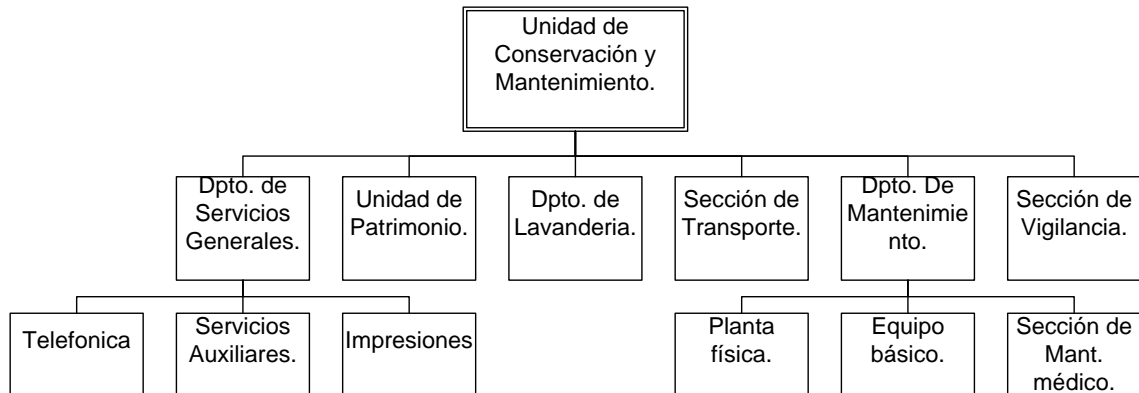 Unidad de
Conservación y
Mantenimiento.
Dpto. de
Servicios
Generales.
Unidad de
Patrimonio.
Dpto. de
Lavanderia.
Sección de
Transporte.
Dpto. De
Mantenimie
nto.
Sección de
Vigilancia.
Telefonica
Servicios
Auxiliares.
Impresiones
Planta
física.
Equipo
básico.
Sección de
Mant.
médico.